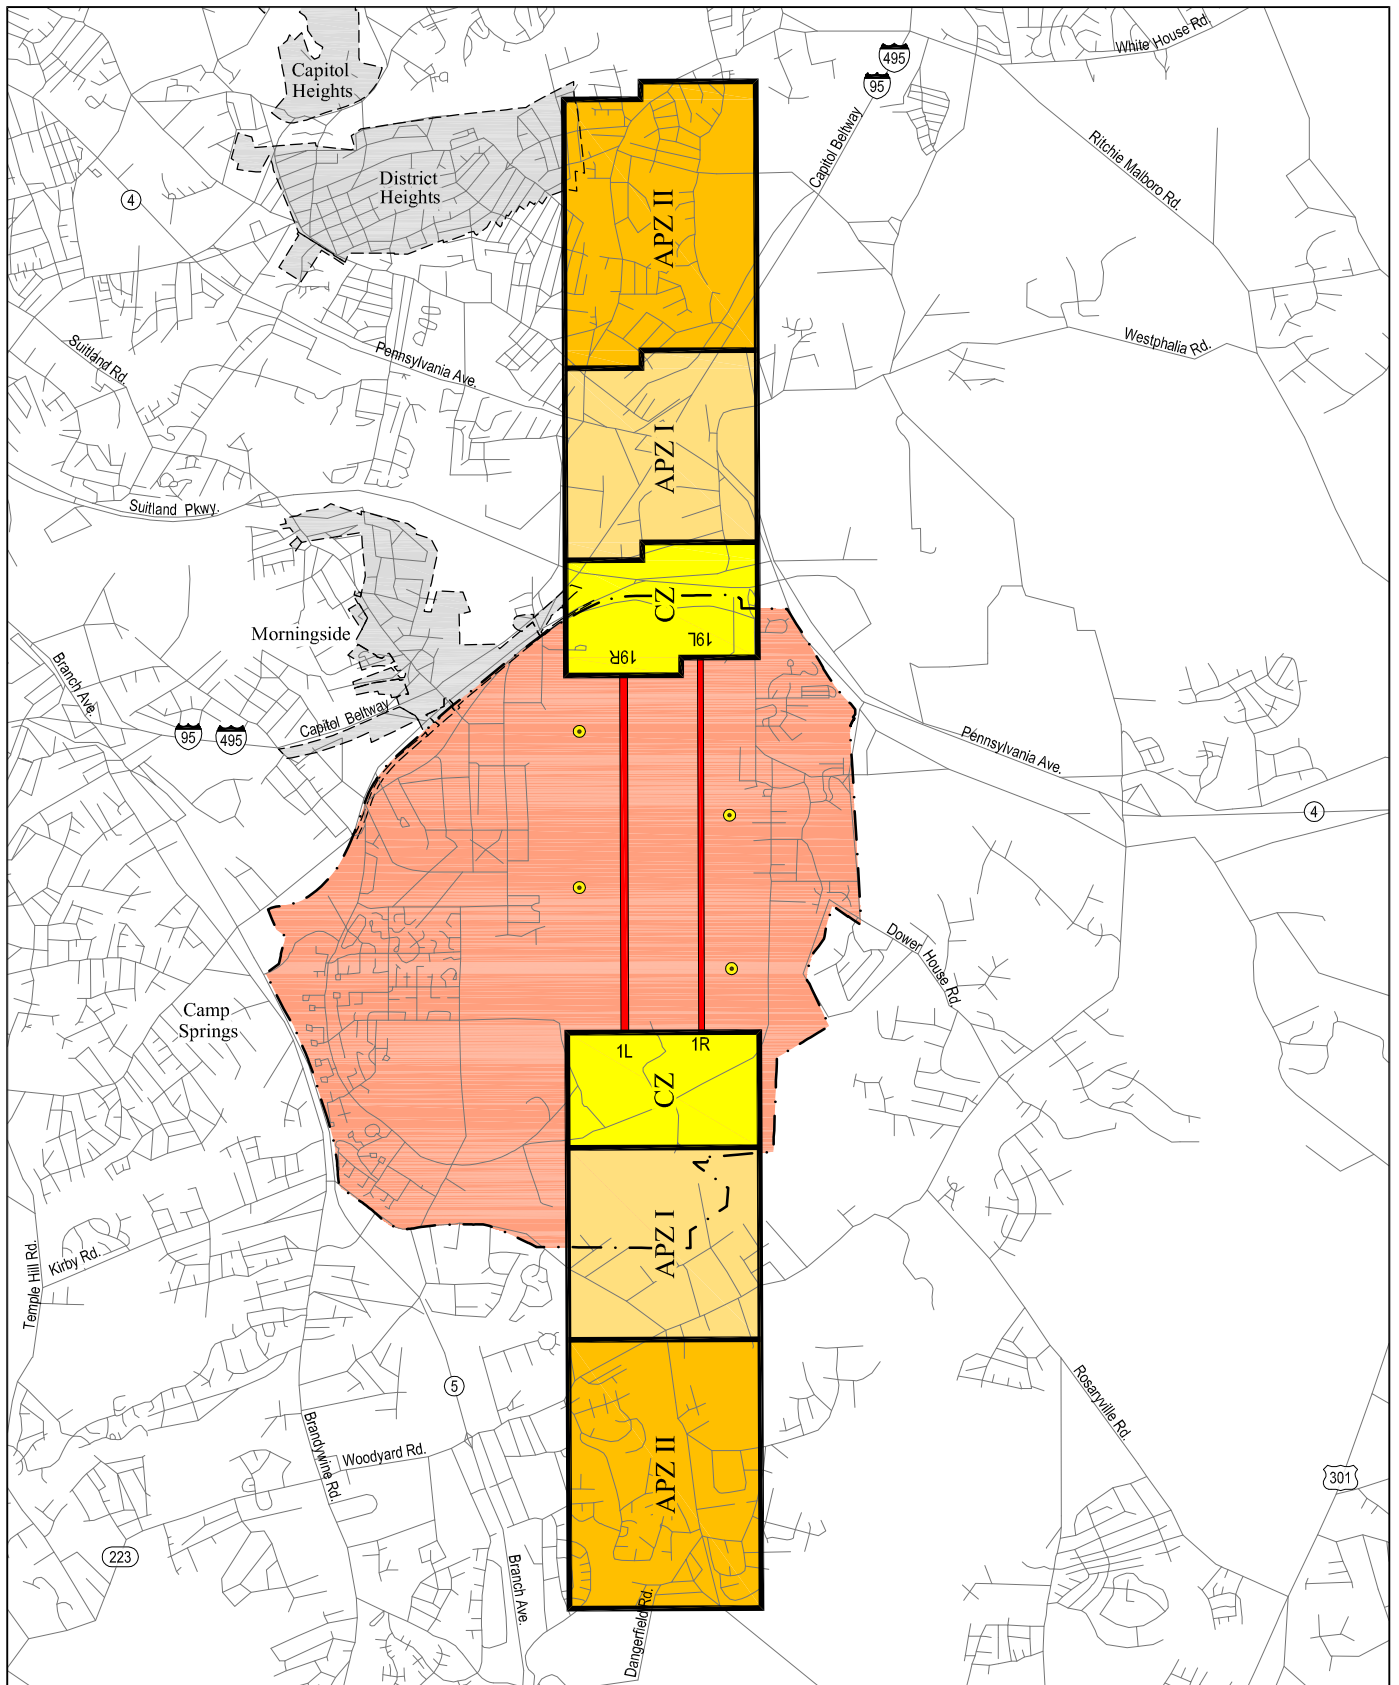 White House Rd.
495
95
Capitol
Heights
Capitol Beltway
Ritchie Malboro Rd.
District
Heights
4
APZ II
Westphalia Rd.
Suitland Rd.
Pennsylvania Ave.
APZ I
Suitland Pkwy.
CZ
Morningside
19R
19L
Branch Ave.
Capitol Beltway
95
495
Pennsylvania Ave.
4
Dower House Rd.
Camp
Springs
1L
1R
CZ
APZ I
Kirby Rd.
Temple Hill Rd.
5
Rosaryville Rd.
Brandywine Rd.
Woodyard Rd.
APZ II
301
223
Branch Ave.
Dangerfield Rd.